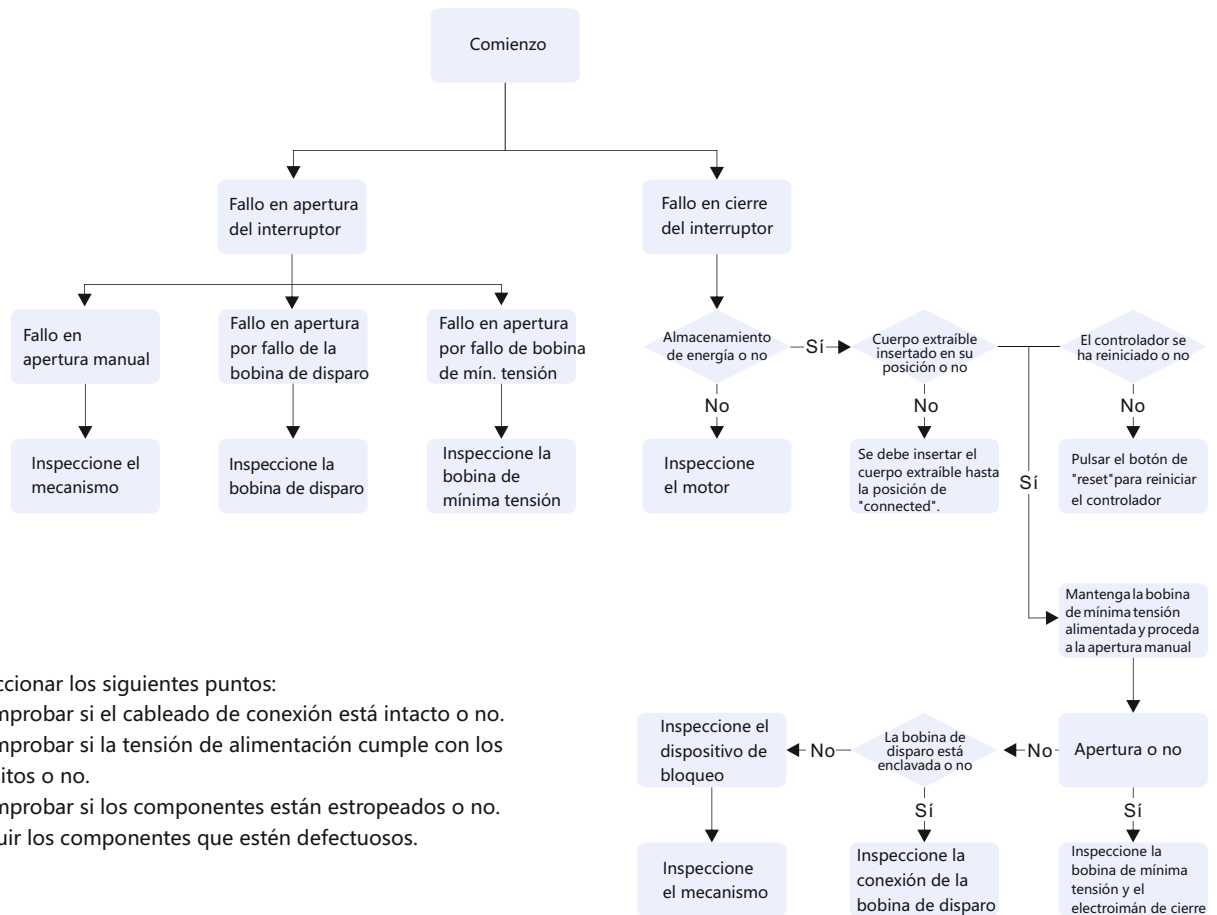 Comienzo
Fallo en apertura
del interruptor
Fallo en cierre
del interruptor
Fallo en
apertura manual
Fallo en apertura
por fallo de la
bobina de disparo
Fallo en apertura
por fallo de bobina
de mín. tensión
Almacenamiento
de energía o no
Sí
Cuerpo extraíble
insertado en su
posición o no
El controlador se
ha reiniciado o no
No
No
No
Inspeccione el
mecanismo
Inspeccione la
bobina de disparo
Inspeccione la
bobina de
mínima tensión
Inspeccione
el motor
Se debe insertar el
cuerpo extraíble hasta
la posición de
"connected".
Sí
Pulsar el botón de
"reset"para reiniciar
el controlador
Mantenga la bobina
de mínima tensión
alimentada y proceda
a la apertura manual
ccionar los siguientes puntos:
mprobar si el cableado de conexión está intacto o no.
mprobar si la tensión de alimentación cumple con los
itos o no.
mprobar si los componentes están estropeados o no.
uir los componentes que estén defectuosos.
Inspeccione el
dispositivo de
bloqueo
No
La bobina de
disparo está
enclavada o no
No
Apertura o no
Sí
Sí
Inspeccione
el mecanismo
Inspeccione la
conexión de la
bobina de disparo
Inspeccione la
bobina de mínima
tensión y el
electroimán de cierre